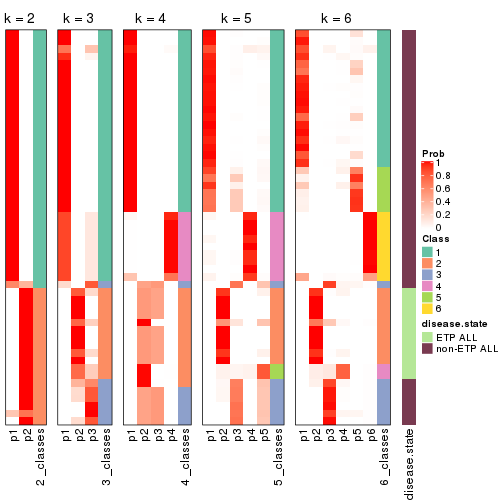 k = 2 k = 3 k = 4 k = 5 k = 6
Prob
1
0.8
0.6
0.4
0.2
0
Class
1
2
3
4
5
6
disease.state
ETP ALL
non-ETP ALL
p1
p2
2_classes
p1
p2
p3
3_classes
p1
p2
p3
p4
4_classes
p1
p2
p3
p4
p5
5_classes
p1
p2
p3
p4
p5
p6
6_classes
disease.state